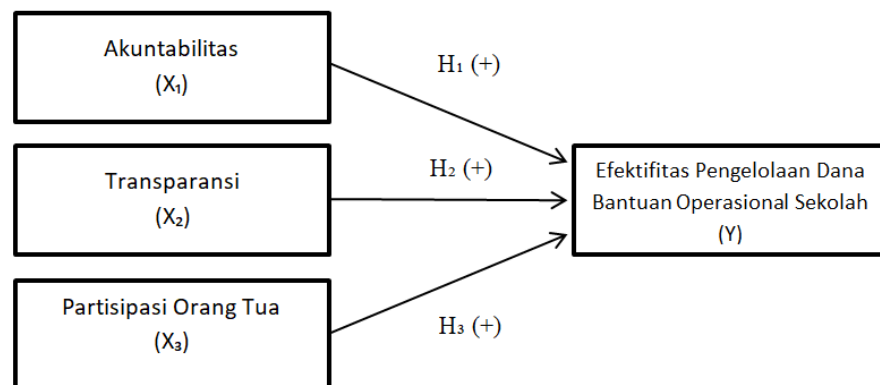 Akuntabilitas
(X₁)
H₁ (+)
Transparansi
(X₂)
H₂ (+)
Efektifitas Pengelolaan Dana
Bantuan Operasional Sekolah
(Y)
Partisipasi Orang Tua
(X₃)
H₃ (+)